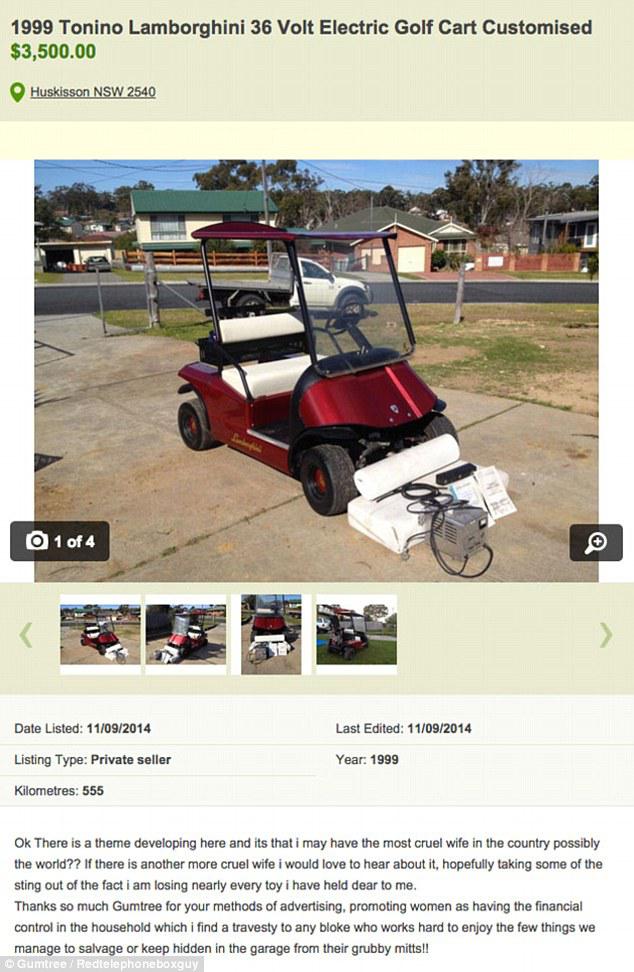 1999 Tonino Lamborghini 36 Volt Electric Golf Cart Customised
$3,500.00
Huskisson NSW 2540
Lamborghini
1 of 4
Date Listed: 11/09/2014
Last Edited: 11/09/2014
Listing Type: Private seller
Year: 1999
Kilometres: 555
Ok There is a theme developing here and its that i may have the most cruel wife in the country possibly
the world?? If there is another more cruel wife i would love to hear about it, hopefully taking some of the
sting out of the fact i am losing nearly every toy i have held dear to me.
Thanks so much Gumtree for your methods of advertising, promoting women as having the financial
control in the household which i find a travesty to any bloke who works hard to enjoy the few things we
manage to salvage or keep hidden in the garage from their grubby mitts!!
© Gumtree / Redtelephoneboxguy